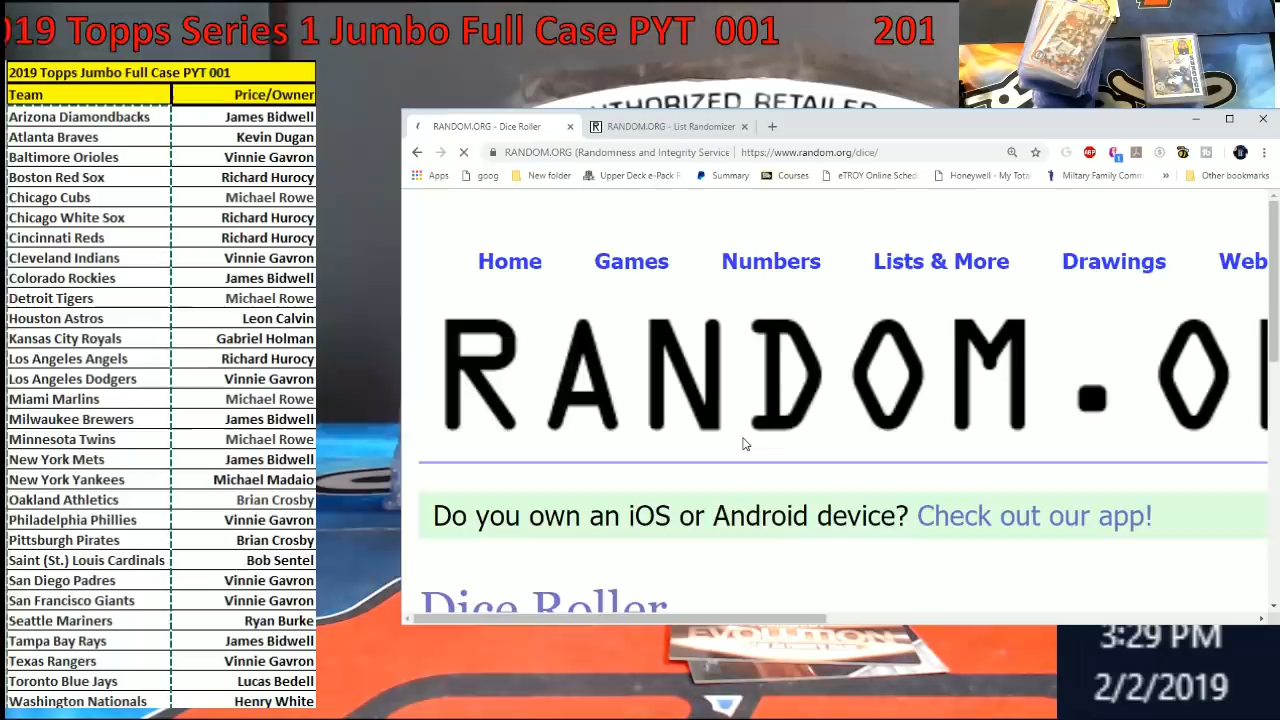 019 Topps Series 1 Jumbo Full Case PYT 001 201
2019 Topps Jumbo Full Case PYT 001
Team Price/Owner
Arizona Diamondbacks James Bidwell
Atlanta Braves Kevin Dugan
Baltimore Orioles Vinnie Gavron
Boston Red Sox Richard Hurocy
Chicago Cubs Michael Rowe
Chicago White Sox Richard Hurocy
Cincinnati Reds Richard Hurocy
Cleveland Indians Vinnie Gavron
Colorado Rockies James Bidwell
Detroit Tigers Michael Rowe
Houston Astros Leon Calvin
Kansas City Royals Gabriel Holman
Los Angeles Angels Richard Hurocy
Los Angeles Dodgers Vinnie Gavron
Miami Marlins Michael Rowe
Milwaukee Brewers James Bidwell
Minnesota Twins Michael Rowe
New York Mets James Bidwell
New York Yankees Michael Madaio
Oakland Athletics Brian Crosby
Philadelphia Phillies Vinnie Gavron
Pittsburgh Pirates Brian Crosby
Saint (St.) Louis Cardinals Bob Sentel
San Diego Padres Vinnie Gavron
San Francisco Giants Vinnie Gavron
Seattle Mariners Ryan Burke
Tampa Bay Rays James Bidwell
Texas Rangers Vinnie Gavron
Toronto Blue Jays Lucas Bedell
Washington Nationals Henry White
AUTHORIZED RETAILER
RANDOM.ORG - Dice Roller RANDOM.ORG - List Randomizer
RANDOM.ORG (Randomness and Integrity Service https://www.random.org/dice/
Apps goog New folder Upper Deck e-Pack F Summary Courses eTROY Online Sched Honeywell - My Tota Miltary Family Comm » Other bookmarks
Home Games Numbers Lists & More Drawings Web
RANDOM.O
Do you own an iOS or Android device? Check out our app!
Dice Roller
EVOLUTION
3:29 PM
2/2/2019